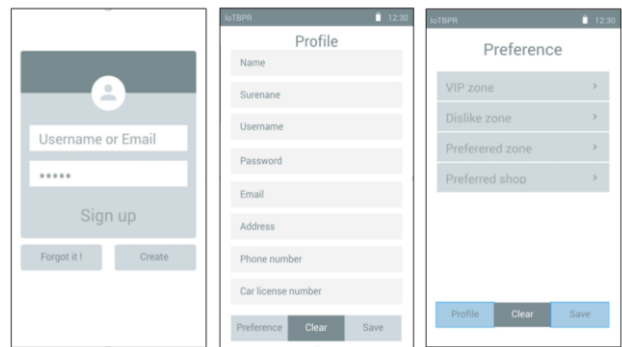 Username or Email
*****
Sign up
Forgot it !
Create
IoTBPR 12:30
Profile
Name
Surename
Username
Password
Email
Address
Phone number
Car license number
Preference Clear Save
IoTBPR 12:30
Preference
VIP zone >
Dislike zone >
Preferered zone >
Preferred shop >
Profile Clear Save